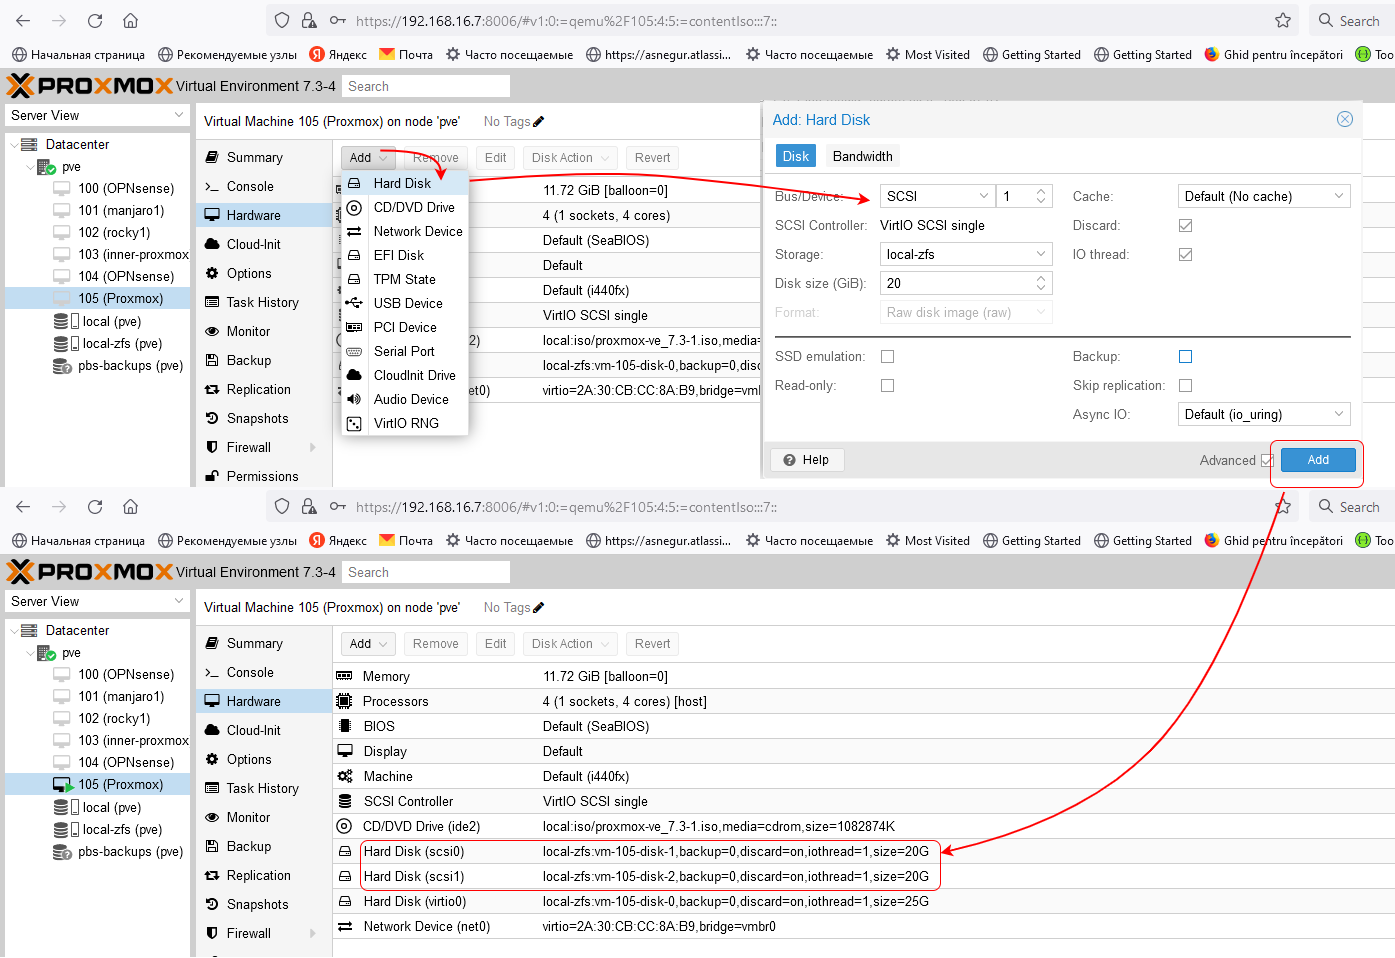 https://192.168.16.7:8006/#v1:0:=qemu%2F105:4:5:=contentIso:::7::
Search
Начальная страница
Рекомендуемые узлы
Яндекс
Почта
Часто посещаемые
https://asnegur.atlassi...
Часто посещаемые
Most Visited
Getting Started
Getting Started
Ghid pentru începători
Too
PROXMOX Virtual Environment 7.3-4
Search
Server View
Virtual Machine 105 (Proxmox) on node 'pve'
No Tags
Datacenter
pve
100 (OPNsense)
101 (manjaro1)
102 (rocky1)
103 (inner-proxmox
104 (OPNsense)
105 (Proxmox)
local (pve)
local-zfs (pve)
pbs-backups (pve)
Summary
Console
Hardware
Cloud-Init
Options
Task History
Monitor
Backup
Replication
Snapshots
Firewall
Permissions
Add
Remove
Edit
Disk Action
Revert
Hard Disk
CD/DVD Drive
Network Device
EFI Disk
TPM State
USB Device
PCI Device
Serial Port
CloudInit Drive
Audio Device
VirtIO RNG
11.72 GiB [balloon=0]
4 (1 sockets, 4 cores)
Default (SeaBIOS)
Default
Default (i440fx)
VirtIO SCSI single
2) local:iso/proxmox-ve_7.3-1.iso,media=
local-zfs:vm-105-disk-0,backup=0,disc
et0) virtio=2A:30:CB:CC:8A:B9,bridge=vmb
Add: Hard Disk
Disk
Bandwidth
Bus/Device: SCSI 1
Cache: Default (No cache)
SCSI Controller: VirtIO SCSI single
Discard:
Storage: local-zfs
IO thread:
Disk size (GiB): 20
Format: Raw disk image (raw)
SSD emulation:
Backup:
Read-only:
Skip replication:
Async IO: Default (io_uring)
Help
Advanced
Add
https://192.168.16.7:8006/#v1:0:=qemu%2F105:4:5:=contentIso:::7::
Search
Начальная страница
Рекомендуемые узлы
Яндекс
Почта
Часто посещаемые
https://asnegur.atlassi...
Часто посещаемые
Most Visited
Getting Started
Getting Started
Ghid pentru începători
Too
PROXMOX Virtual Environment 7.3-4
Search
Server View
Virtual Machine 105 (Proxmox) on node 'pve'
No Tags
Datacenter
pve
100 (OPNsense)
101 (manjaro1)
102 (rocky1)
103 (inner-proxmox
104 (OPNsense)
105 (Proxmox)
local (pve)
local-zfs (pve)
pbs-backups (pve)
Summary
Console
Hardware
Cloud-Init
Options
Task History
Monitor
Backup
Replication
Snapshots
Firewall
Add
Remove
Edit
Disk Action
Revert
Memory 11.72 GiB [balloon=0]
Processors 4 (1 sockets, 4 cores) [host]
BIOS Default (SeaBIOS)
Display Default
Machine Default (i440fx)
SCSI Controller VirtIO SCSI single
CD/DVD Drive (ide2) local:iso/proxmox-ve_7.3-1.iso,media=cdrom,size=1082874K
Hard Disk (scsi0) local-zfs:vm-105-disk-1,backup=0,discard=on,iothread=1,size=20G
Hard Disk (scsi1) local-zfs:vm-105-disk-2,backup=0,discard=on,iothread=1,size=20G
Hard Disk (virtio0) local-zfs:vm-105-disk-0,backup=0,discard=on,iothread=1,size=25G
Network Device (net0) virtio=2A:30:CB:CC:8A:B9,bridge=vmbr0